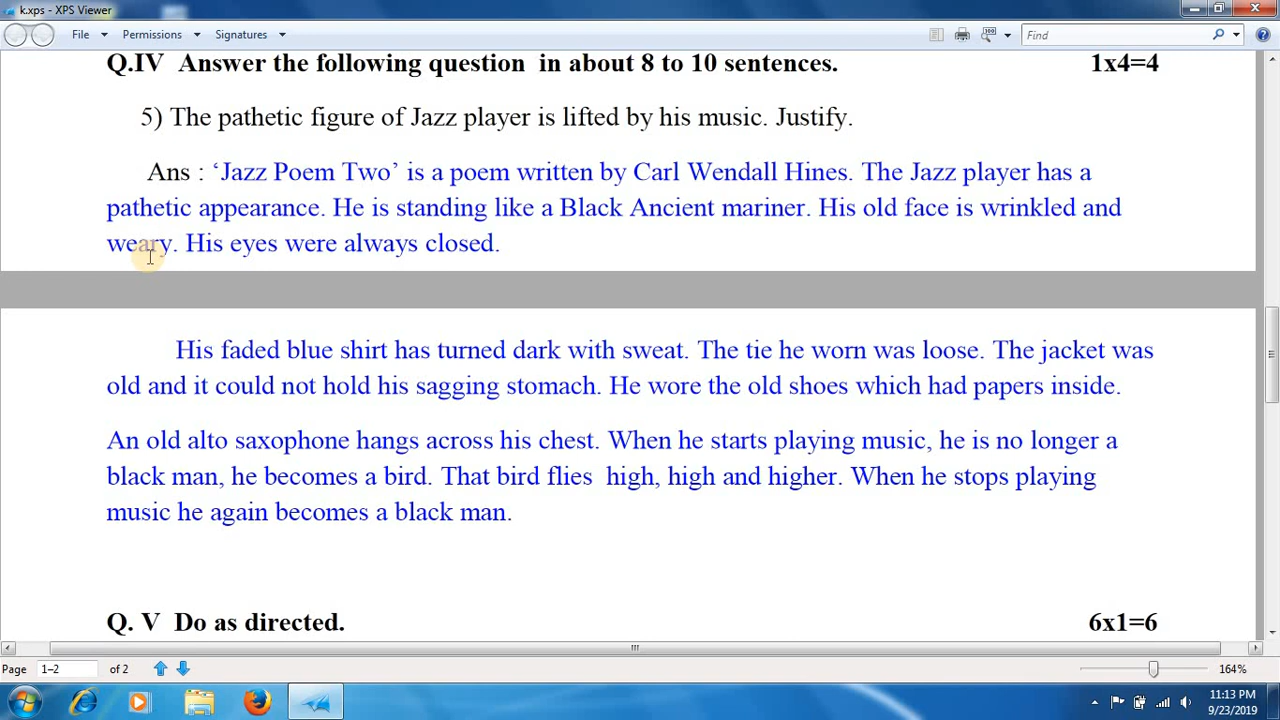 k.xps - XPS Viewer
File Permissions Signatures Find
Q.IV Answer the following question in about 8 to 10 sentences. 1x4=4
5) The pathetic figure of Jazz player is lifted by his music. Justify.
Ans : ‘Jazz Poem Two’ is a poem written by Carl Wendall Hines. The Jazz player has a
pathetic appearance. He is standing like a Black Ancient mariner. His old face is wrinkled and
weary. His eyes were always closed.
His faded blue shirt has turned dark with sweat. The tie he worn was loose. The jacket was
old and it could not hold his sagging stomach. He wore the old shoes which had papers inside.
An old alto saxophone hangs across his chest. When he starts playing music, he is no longer a
black man, he becomes a bird. That bird flies high, high and higher. When he stops playing
music he again becomes a black man.
Q. V Do as directed. 6x1=6
Page 1–2 of 2 164%
11:13 PM
9/23/2019